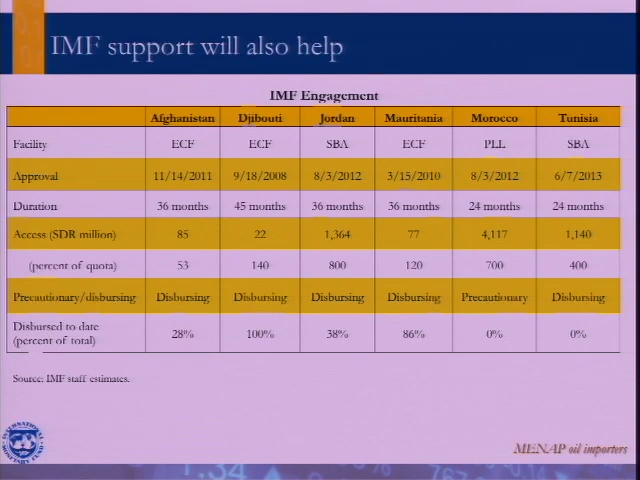 IMF support will also help
IMF Engagement
Afghanistan Djibouti Jordan Mauritania Morocco Tunisia
Facility ECF ECF SBA ECF PLL SBA
Approval 11/14/2011 9/18/2008 8/3/2012 3/15/2010 8/3/2012 6/7/2013
Duration 36 months 45 months 36 months 36 months 24 months 24 months
Access (SDR million) 85 22 1,364 77 4,117 1,140
(percent of quota) 53 140 800 120 700 400
Precautionary/disbursing Disbursing Disbursing Disbursing Disbursing Precautionary Disbursing
Disbursed to date
(percent of total) 28% 100% 38% 86% 0% 0%
Source: IMF staff estimates.
INTERNATIONAL
MONETARY FUND
MENAP oil importers
1.34